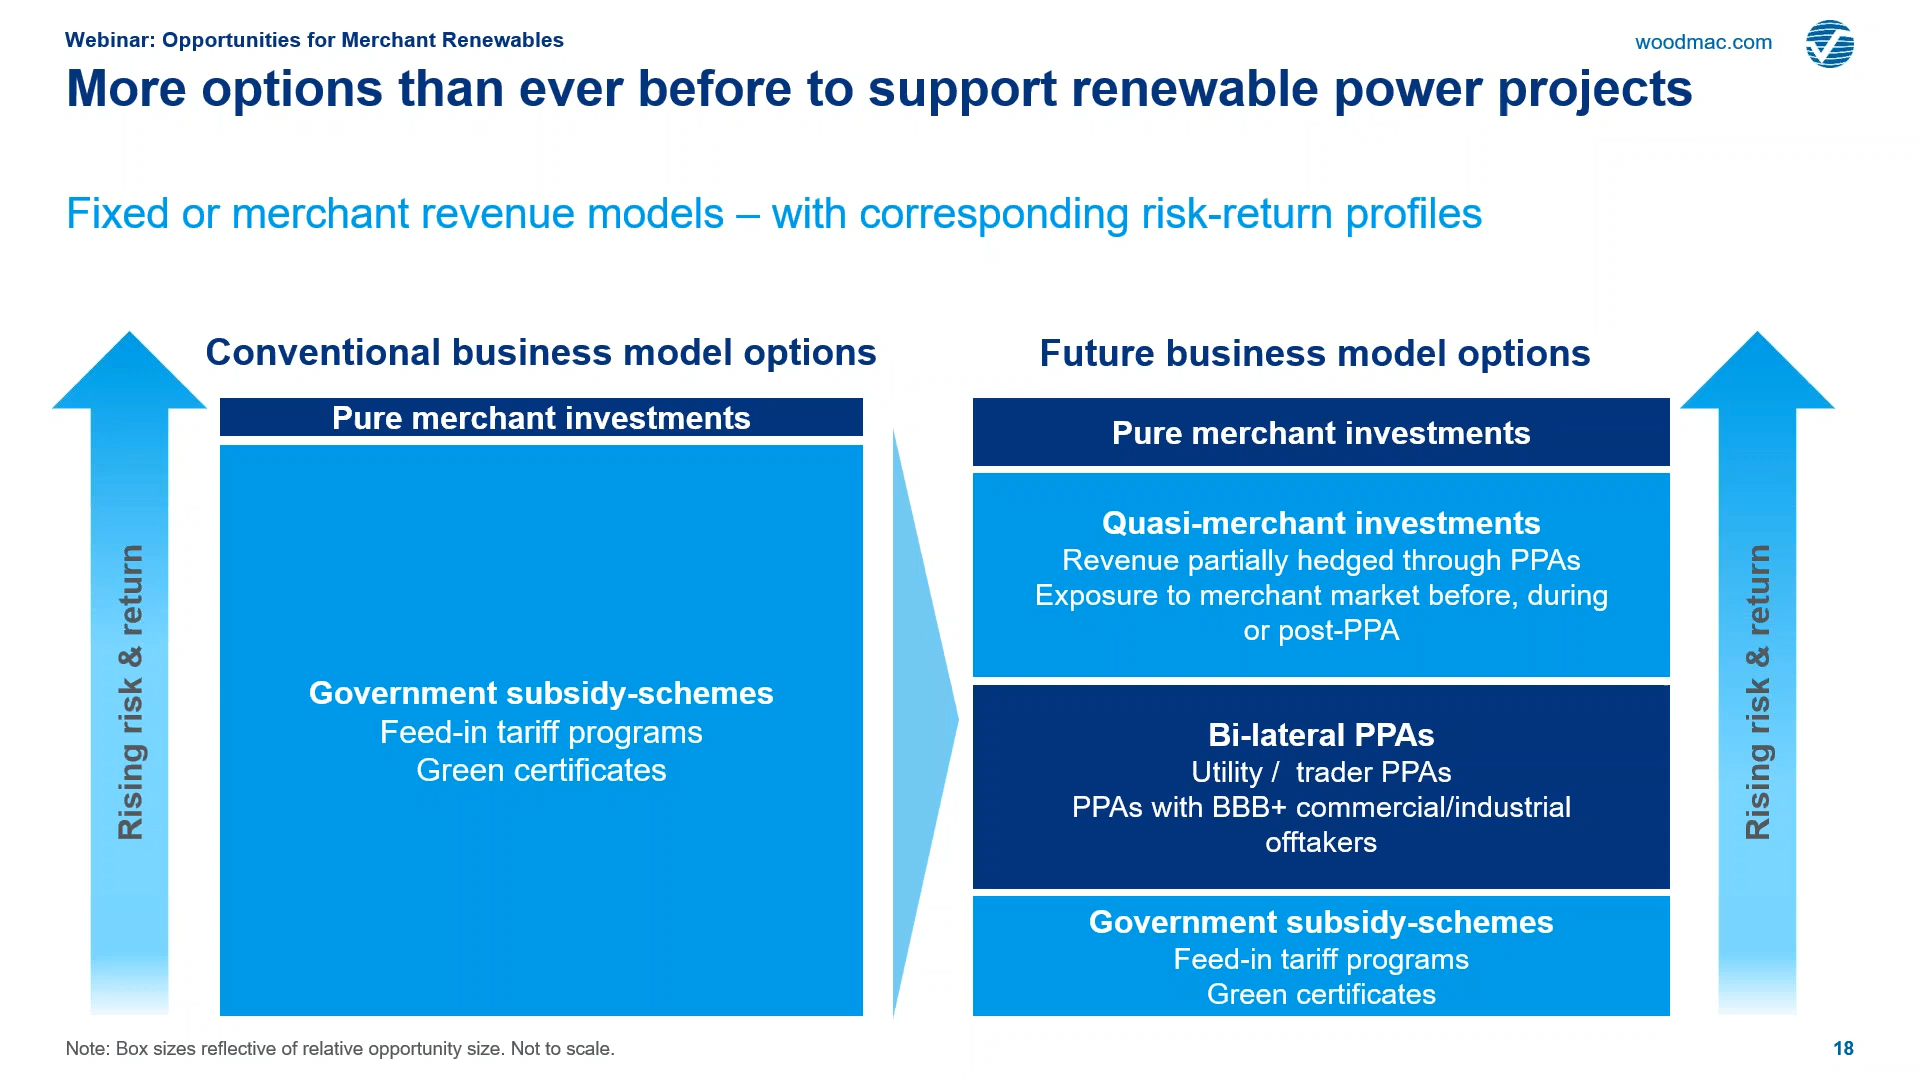 Webinar: Opportunities for Merchant Renewables
woodmac.com
More options than ever before to support renewable power projects
Fixed or merchant revenue models – with corresponding risk-return profiles
Conventional business model options
Pure merchant investments
Government subsidy-schemes
Feed-in tariff programs
Green certificates
Rising risk & return
Future business model options
Pure merchant investments
Quasi-merchant investments
Revenue partially hedged through PPAs
Exposure to merchant market before, during
or post-PPA
Bi-lateral PPAs
Utility / trader PPAs
PPAs with BBB+ commercial/industrial
offtakers
Government subsidy-schemes
Feed-in tariff programs
Green certificates
Rising risk & return
Note: Box sizes reflective of relative opportunity size. Not to scale.
18